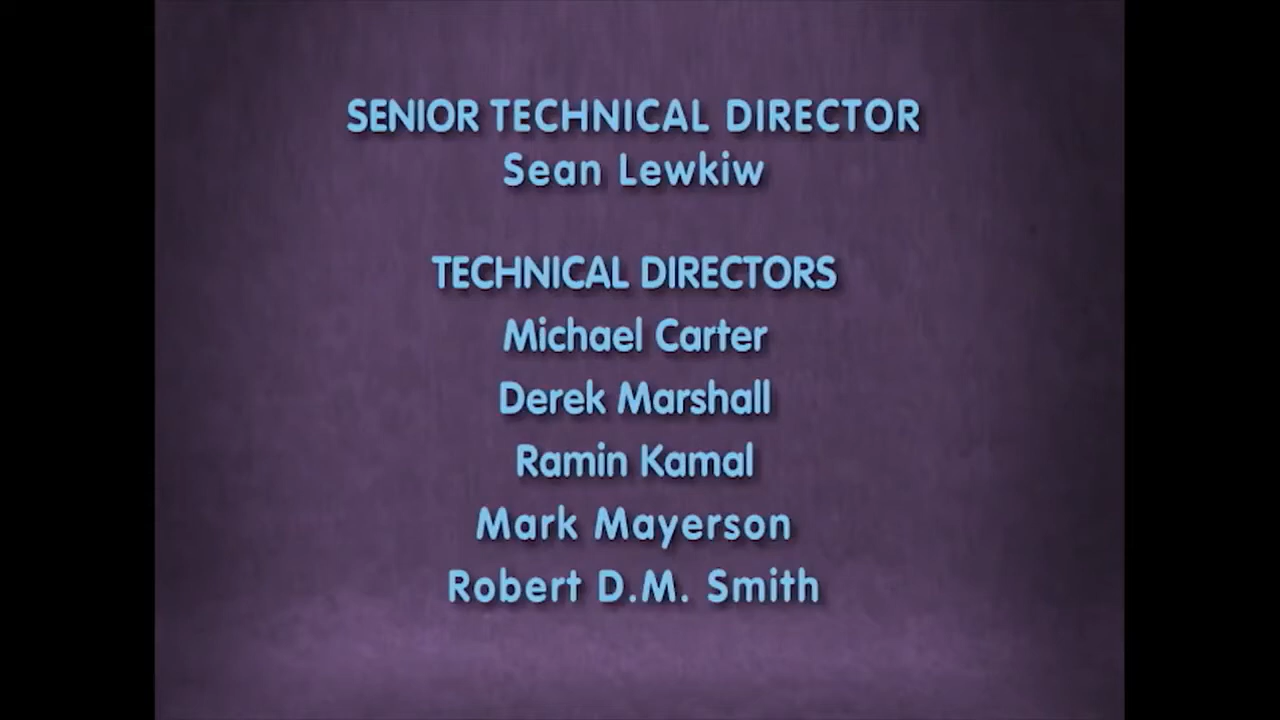 SENIOR TECHNICAL DIRECTOR
Sean Lewkiw
TECHNICAL DIRECTORS
Michael Carter
Derek Marshall
Ramin Kamal
Mark Mayerson
Robert D.M. Smith